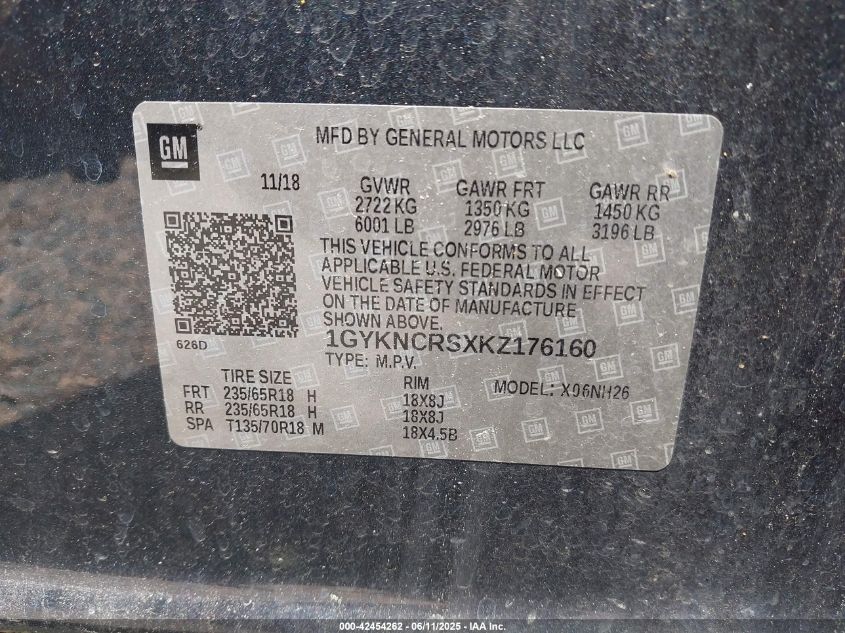 GM
MFD BY GENERAL MOTORS LLC
11/18 GVWR GAWR FRT GAWR RR
2722 KG 1350 KG 1450 KG
6001 LB 2976 LB 3196 LB
THIS VEHICLE CONFORMS TO ALL
APPLICABLE U.S. FEDERAL MOTOR
VEHICLE SAFETY STANDARDS IN EFFECT
ON THE DATE OF MANUFACTURE
SHOWN ABOVE.
626D
1GYKNCRSXKZ176160
TYPE: M.P.V. MODEL: X06NH26
TIRE SIZE RIM
FRT 235/65R18 H 18X8J
RR 235/65R18 H 18X8J
SPA T135/70R18 M 18X4.5B
000-42454262 - 06/11/2025 - IAA Inc.